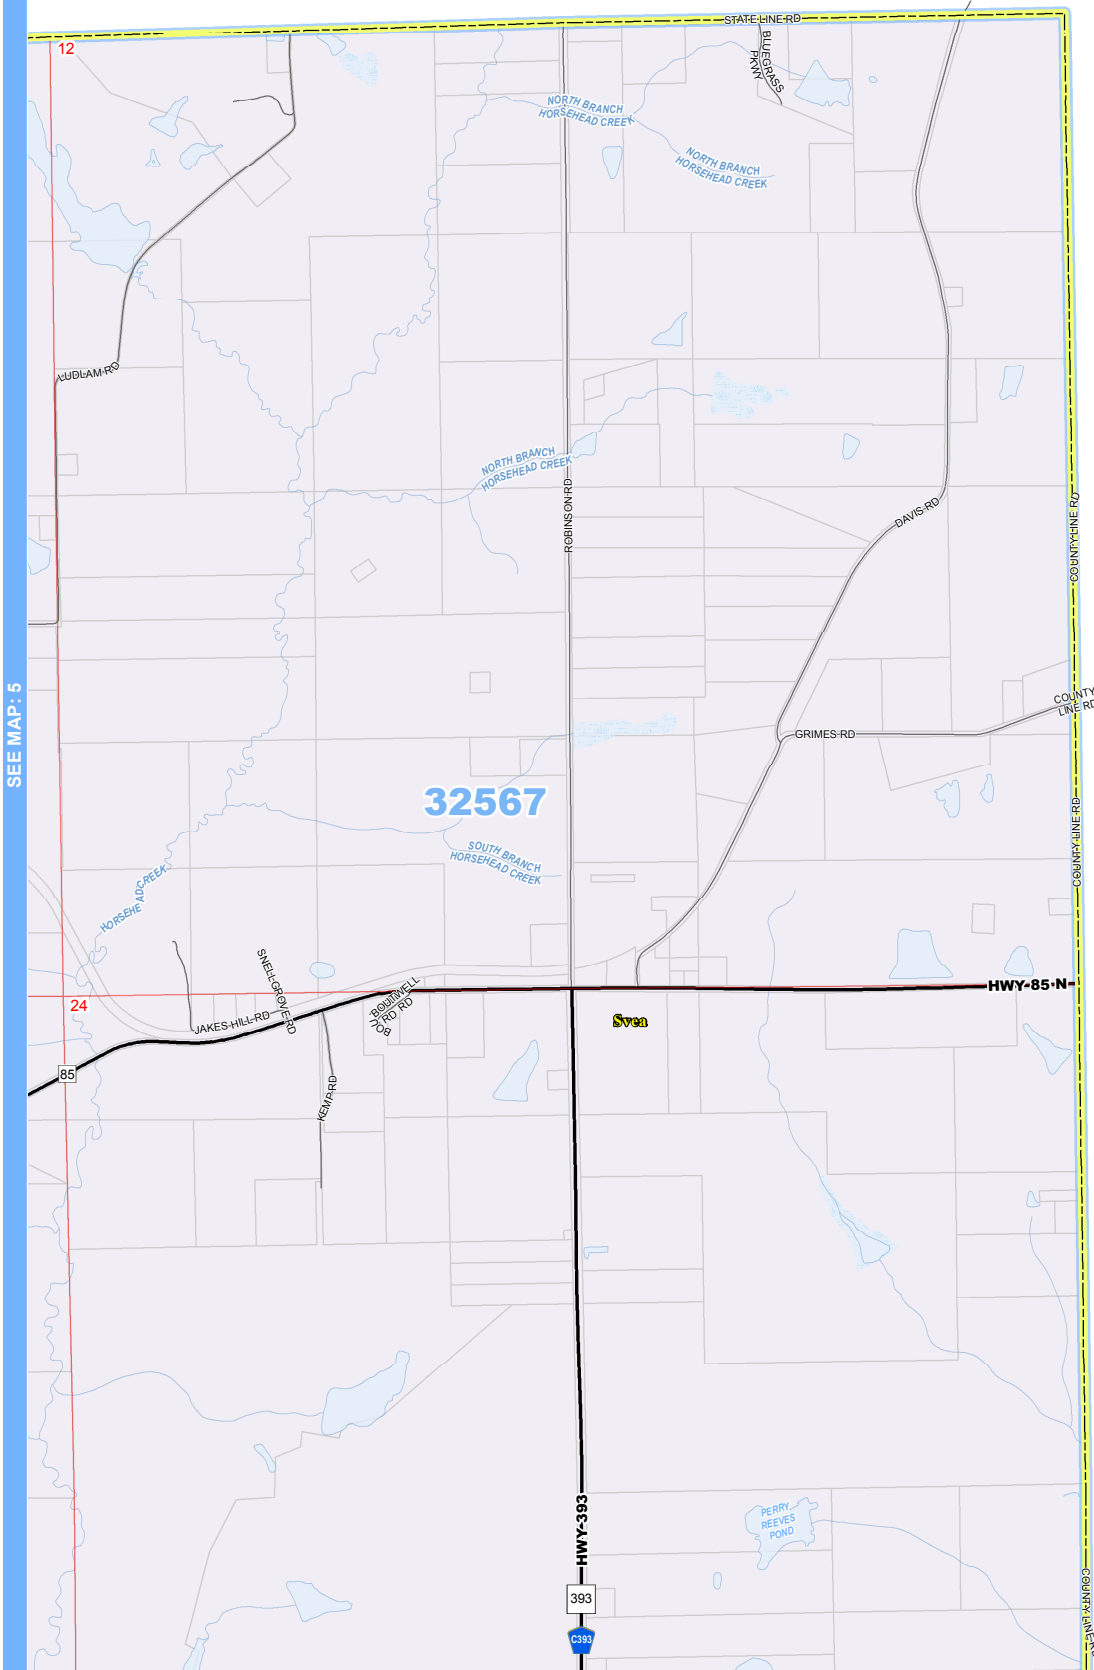 STATE LINE RD
12
BLUEGRASS
PKWY
NORTH BRANCH
HORSEHEAD CREEK
NORTH BRANCH
HORSEHEAD CREEK
LUDLAM RD
NORTH BRANCH
HORSEHEAD CREEK
ROBINSON RD
DAVIS RD
COUNTY LINE RD
SEE MAP: 5
COUNTY
LINE RD
GRIMES RD
32567
COUNTY LINE RD
SOUTH BRANCH
HORSEHEAD CREEK
HORSEHEAD CREEK
SNELLGROVE RD
HWY 85 N
24
BOUTWELL
RD
JAKES HILL RD
Svea
85
KEMP RD
HWY 393
PERRY
REEVES
POND
393
C393
COUNTY LINE RD